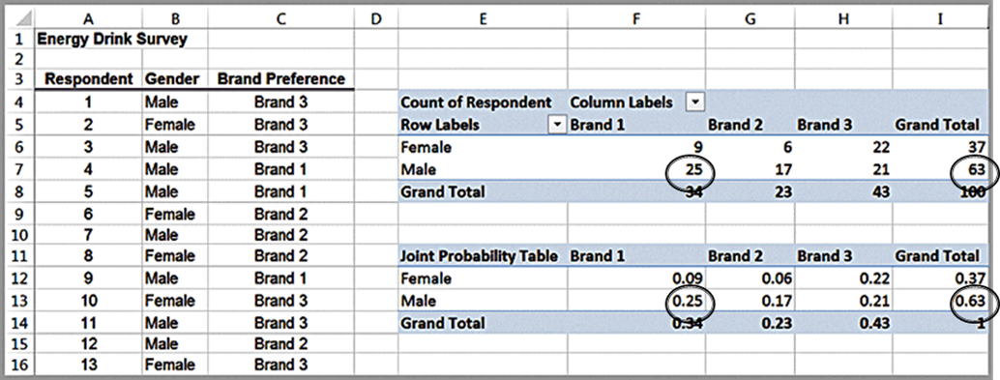 A B C D E F G H I
1 Energy Drink Survey
2
3 Respondent Gender Brand Preference
4 1 Male Brand 3 Count of Respondent Column Labels
5 2 Female Brand 3 Row Labels Brand 1 Brand 2 Brand 3 Grand Total
6 3 Male Brand 3 Female 9 6 22 37
7 4 Male Brand 1 Male 25 17 21 63
8 5 Male Brand 1 Grand Total 34 23 43 100
9 6 Female Brand 2
10 7 Male Brand 2
11 8 Female Brand 2 Joint Probability Table Brand 1 Brand 2 Brand 3 Grand Total
12 9 Male Brand 1 Female 0.09 0.06 0.22 0.37
13 10 Female Brand 3 Male 0.25 0.17 0.21 0.63
14 11 Male Brand 3 Grand Total 0.34 0.23 0.43 1
15 12 Male Brand 2
16 13 Female Brand 3